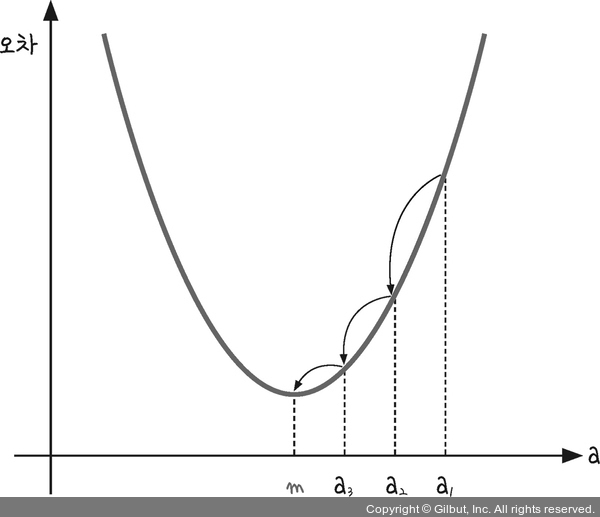 오차
a
m a₃ a₂ a₁
Copyright © Gilbut, Inc. All rights reserved.